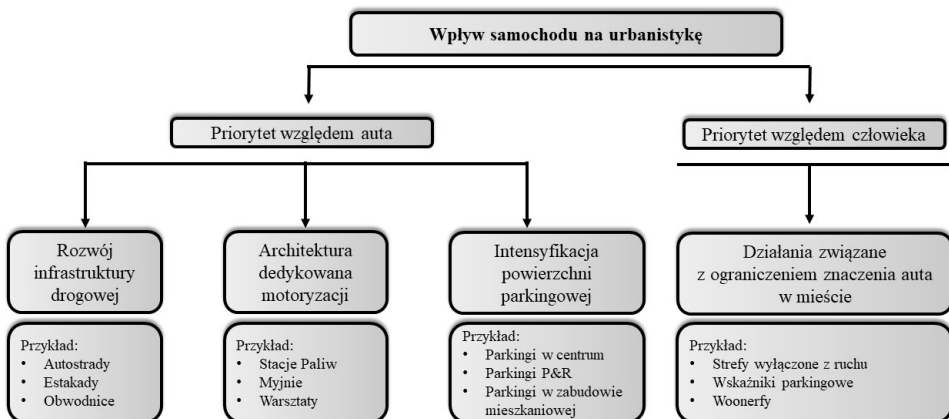 Wpływ samochodu na urbanistykę
Priorytet względem auta
Priorytet względem człowieka
Rozwój
infrastruktury
drogowej
Architektura
dedykowana
motoryzacji
Intensyfikacja
powierzchni
parkingowej
Działania związane
z ograniczeniem znaczenia auta
w mieście
Przykład:
• Autostrady
• Estakady
• Obwodnice
Przykład:
• Stacje Paliw
• Myjnie
• Warsztaty
Przykład:
• Parkingi w centrum
• Parkingi P&R
• Parkingi w zabudowie
mieszkaniowej
Przykład:
• Strefy wyłączone z ruchu
• Wskaźniki parkingowe
• Woonerfy